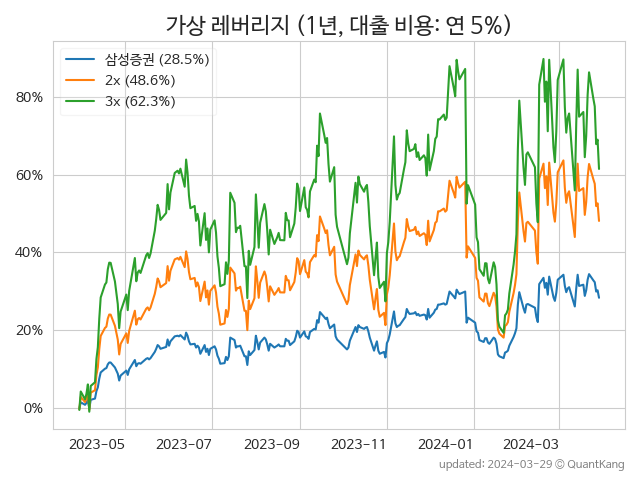 가상 레버리지 (1년, 대출 비용: 연 5%)
삼성증권 (28.5%)
2x (48.6%)
3x (62.3%)
80%
60%
40%
20%
0%
2023-05 2023-07 2023-09 2023-11 2024-01 2024-03
updated: 2024-03-29 © QuantKang